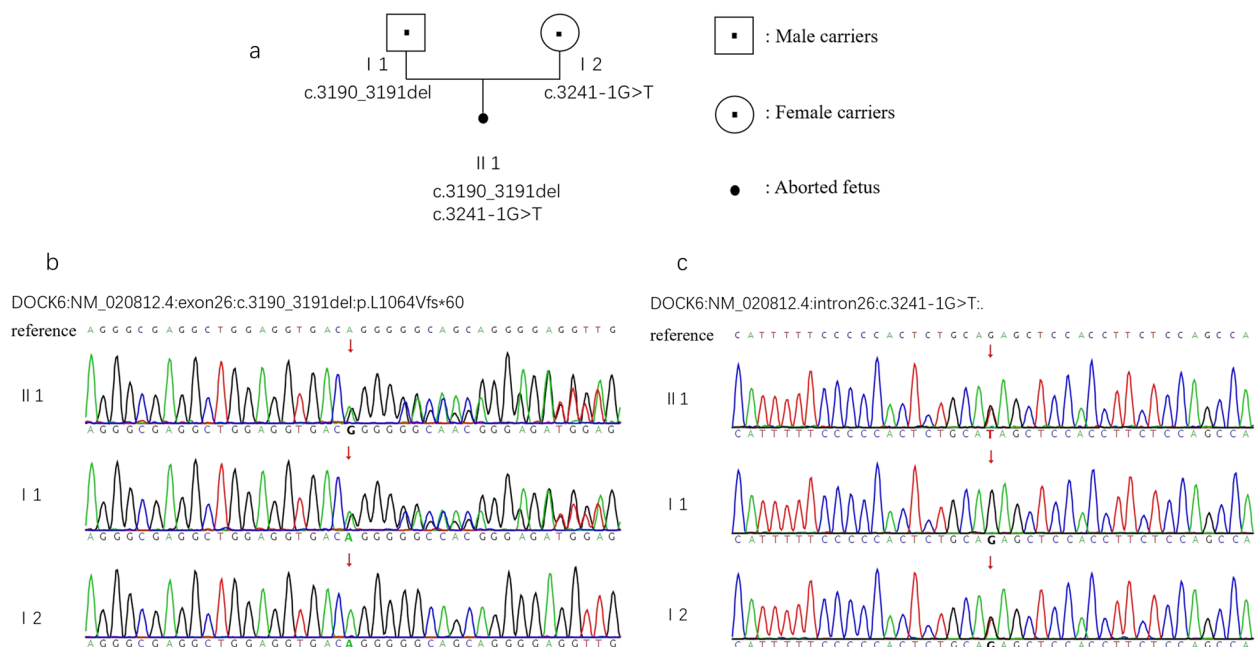 a
I 1
I 2
c.3190_3191del
c.3241-1G>T
II 1
c.3190_3191del
c.3241-1G>T
: Male carriers
: Female carriers
: Aborted fetus
b
DOCK6:NM_020812.4:exon26:c.3190_3191del:p.L1064Vfs*60
reference AGGGCGAGGCTGGAGGTGACAGGGGGCAGCAGGGGAGGTTG
II 1
AGGGCGAGGCTGGAGGTGACGGGGGGCAACGGGAGATGGAG
I 1
AGGGCGAGGCTGGAGGTGACAGGGGGCCACGGGAGATGGAG
I 2
AGGGCGAGGCTGGAGGTGACAGGGGGCAGCAGGGGAGGTTG
c
DOCK6:NM_020812.4:intron26:c.3241-1G>T:.
reference CATTTTTCCCCCACTCTGCAGAGCTCCACCTTCTCCAGCCA
II 1
CATTTTTCCCCCACTCTGCATAGCTCCACCTTCTCCAGCCA
I 1
CATTTTTCCCCCACTCTGCAGAGCTCCACCTTCTCCAGCCA
I 2
CATTTTTCCCCCACTCTGCAGAGCTCCACCTTCTCCAGCCA